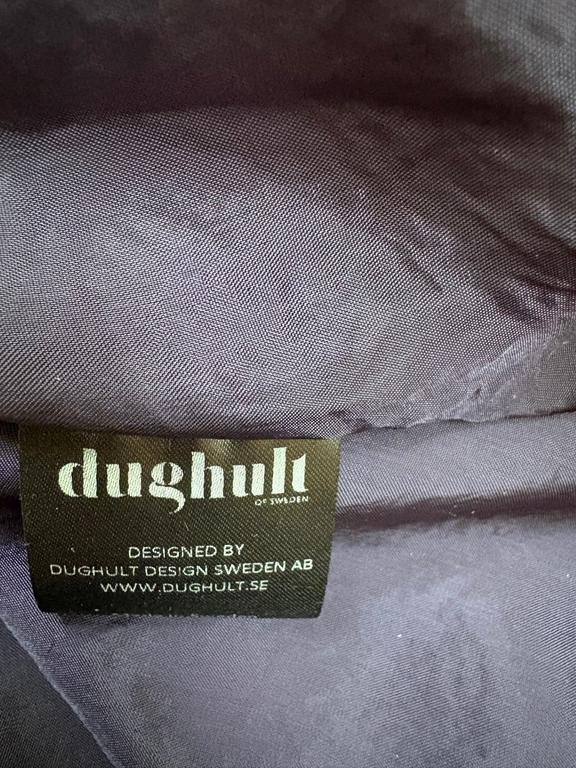 dughult
OF SWEDEN
DESIGNED BY
DUGHULT DESIGN SWEDEN AB
WWW.DUGHULT.SE